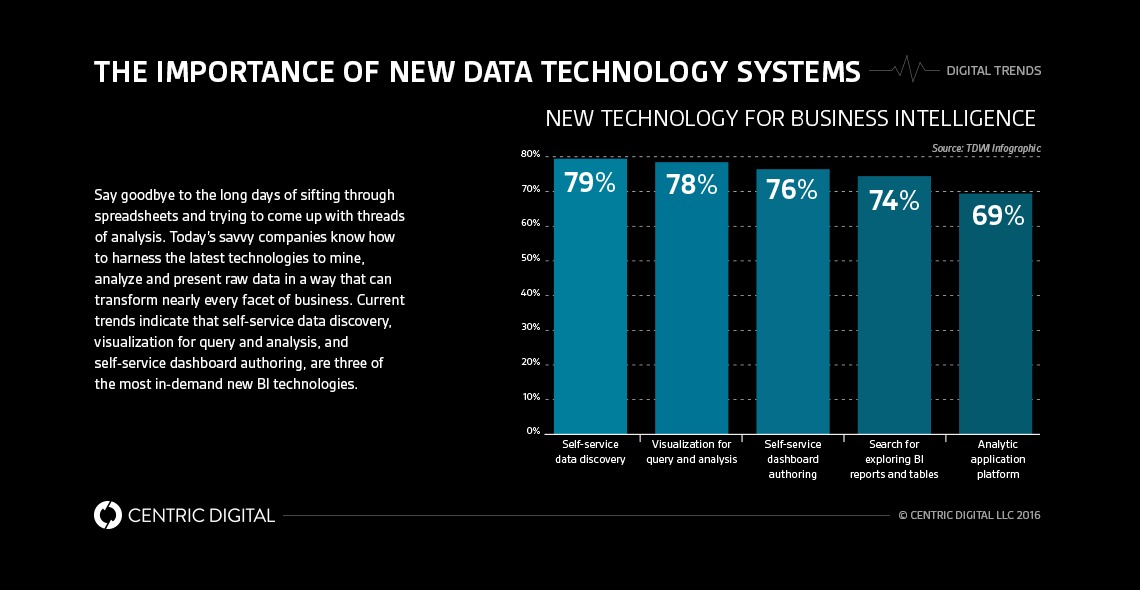 THE IMPORTANCE OF NEW DATA TECHNOLOGY SYSTEMS
DIGITAL TRENDS
NEW TECHNOLOGY FOR BUSINESS INTELLIGENCE
Source: TDWI Infographic
Say goodbye to the long days of sifting through
spreadsheets and trying to come up with threads
of analysis. Today's savvy companies know how
to harness the latest technologies to mine,
analyze and present raw data in a way that can
transform nearly every facet of business. Current
trends indicate that self-service data discovery,
visualization for query and analysis, and
self-service dashboard authoring, are three of
the most in-demand new BI technologies.
80%
70%
60%
50%
40%
30%
20%
10%
0%
79%
78%
76%
74%
69%
Self-service
data discovery
Visualization for
query and analysis
Self-service
dashboard
authoring
Search for
exploring BI
reports and tables
Analytic
application
platform
CENTRIC DIGITAL
© CENTRIC DIGITAL LLC 2016